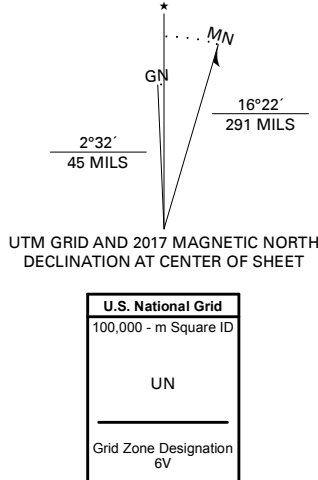 ★
MN
GN
16°22´
291 MILS
2°32´
45 MILS
UTM GRID AND 2017 MAGNETIC NORTH
DECLINATION AT CENTER OF SHEET
U.S. National Grid
100,000 - m Square ID
UN
Grid Zone Designation
6V